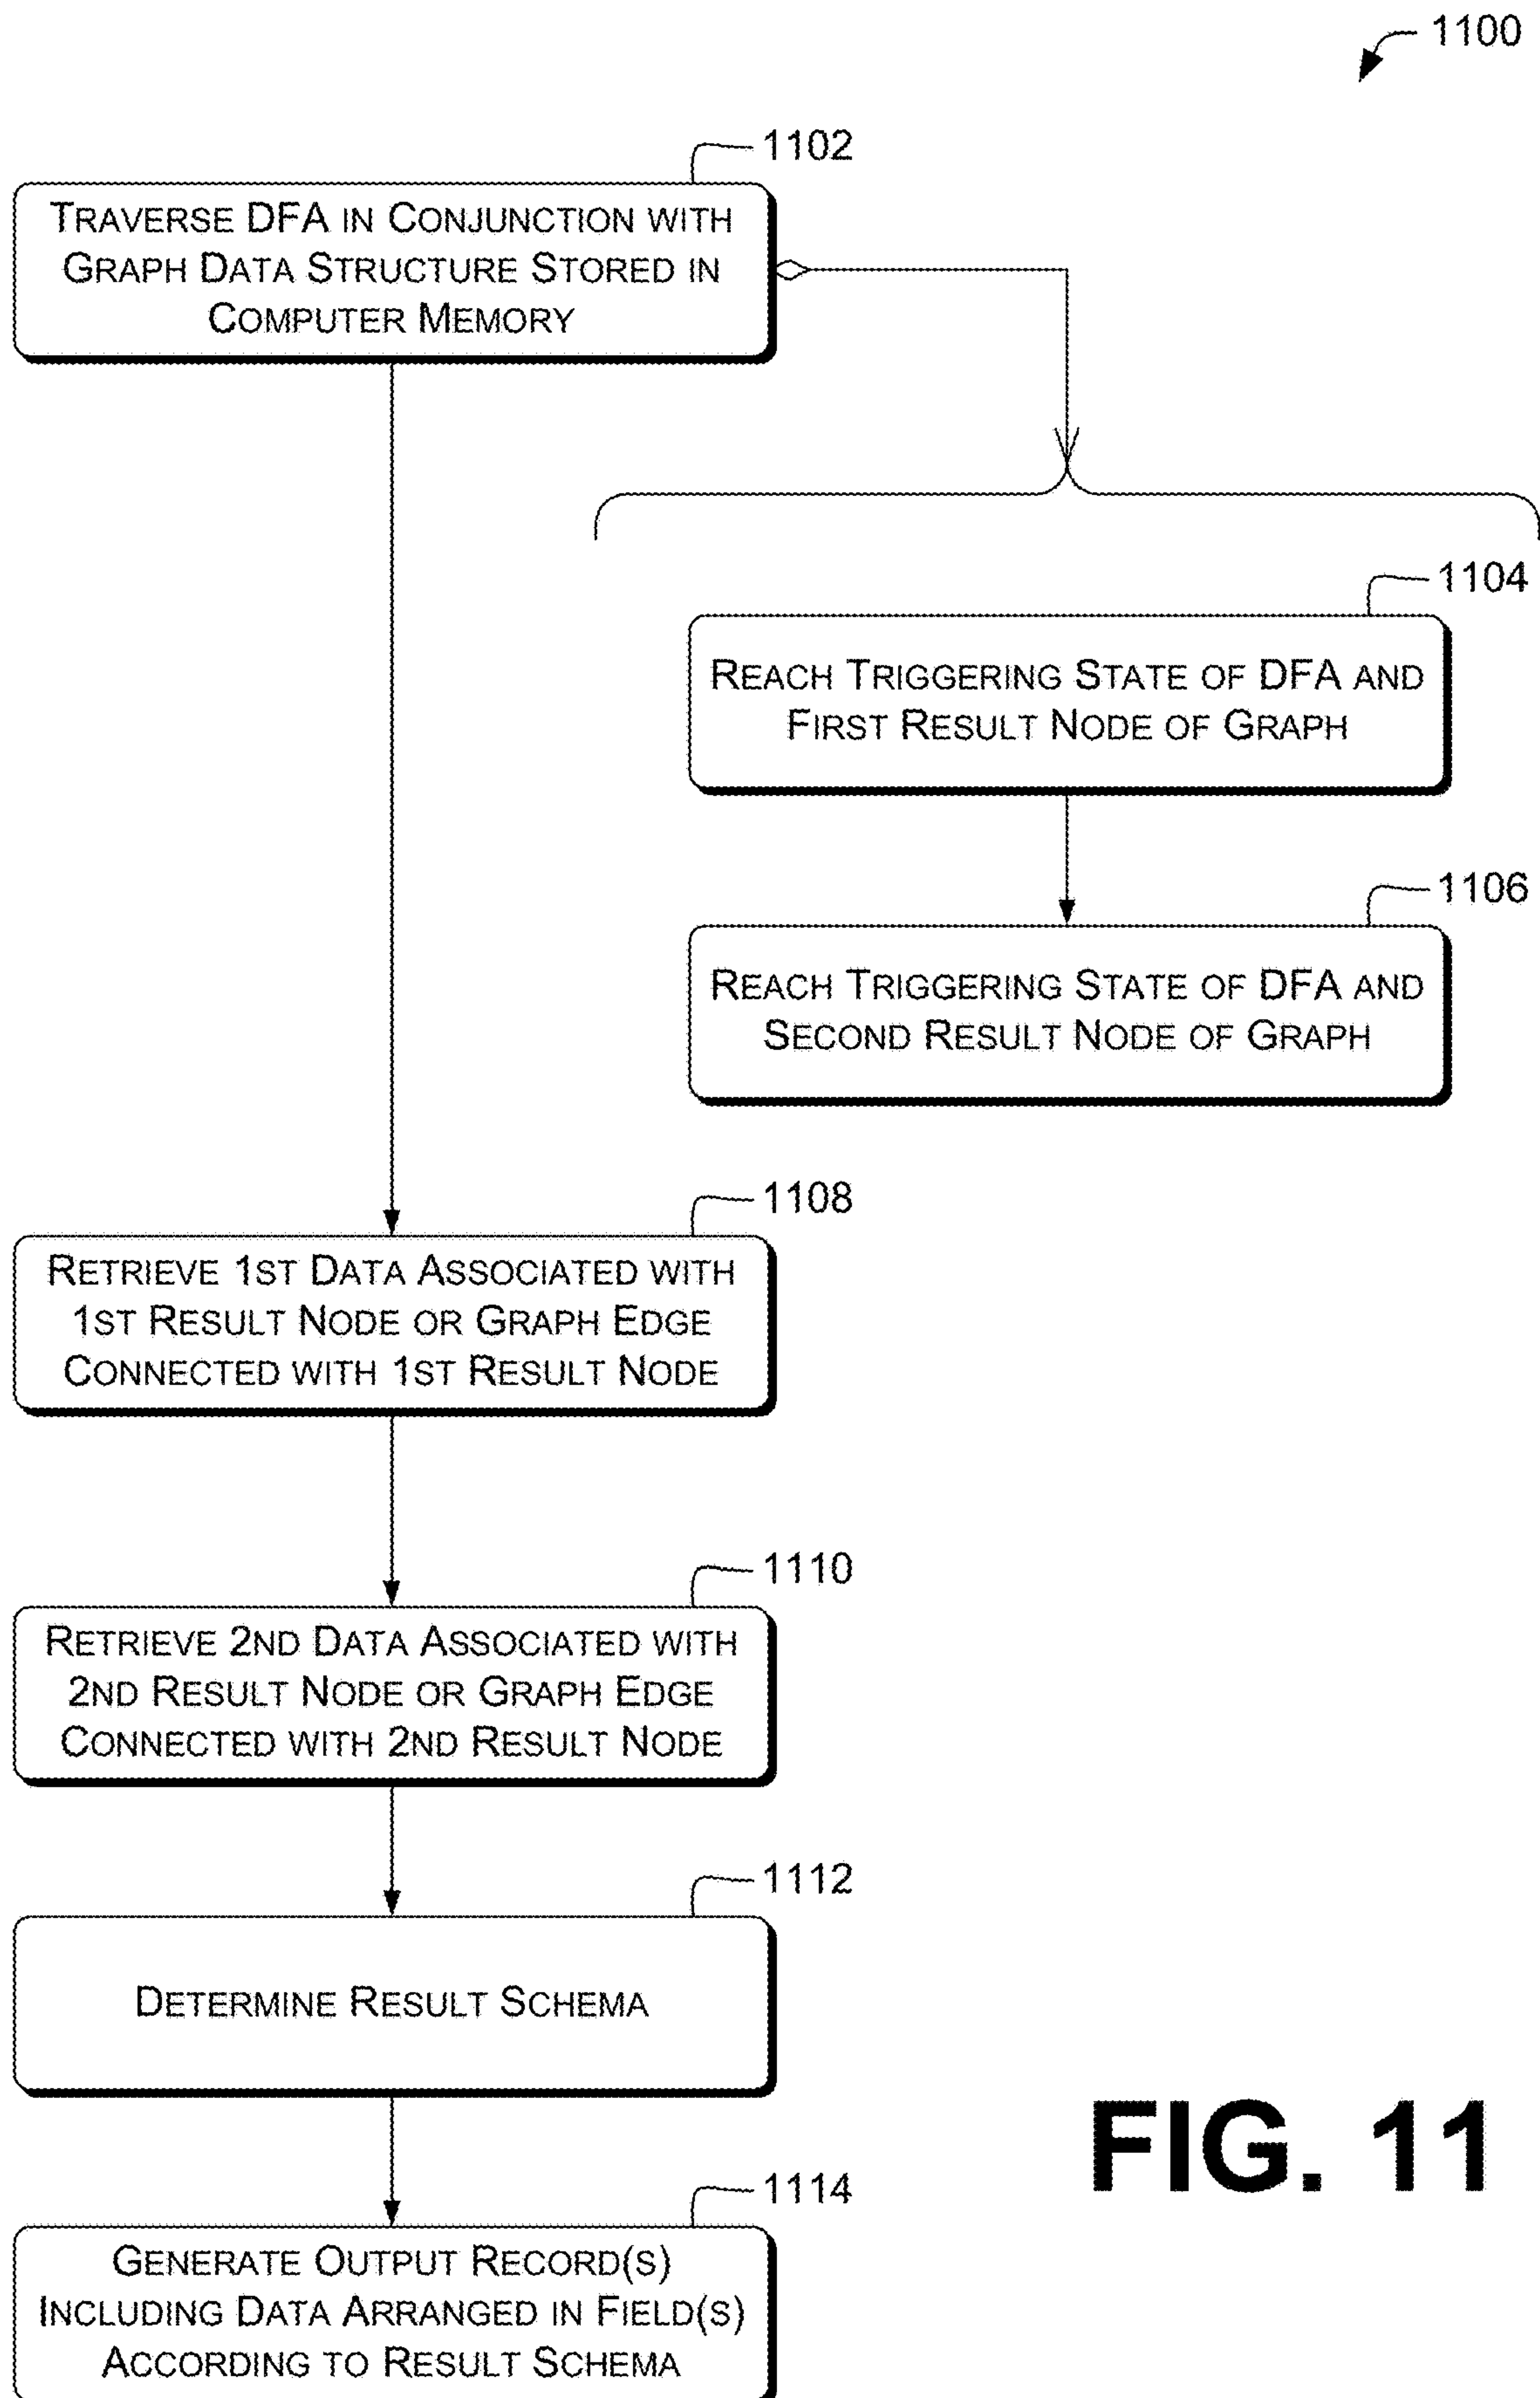 1100
1102
TRAVERSE DFA IN CONJUNCTION WITH
GRAPH DATA STRUCTURE STORED IN
COMPUTER MEMORY
1104
REACH TRIGGERING STATE OF DFA AND
FIRST RESULT NODE OF GRAPH
1106
REACH TRIGGERING STATE OF DFA AND
SECOND RESULT NODE OF GRAPH
1108
RETRIEVE 1ST DATA ASSOCIATED WITH
1ST RESULT NODE OR GRAPH EDGE
CONNECTED WITH 1ST RESULT NODE
1110
RETRIEVE 2ND DATA ASSOCIATED WITH
2ND RESULT NODE OR GRAPH EDGE
CONNECTED WITH 2ND RESULT NODE
1112
DETERMINE RESULT SCHEMA
1114
GENERATE OUTPUT RECORD(S)
INCLUDING DATA ARRANGED IN FIELD(S)
ACCORDING TO RESULT SCHEMA
FIG. 11